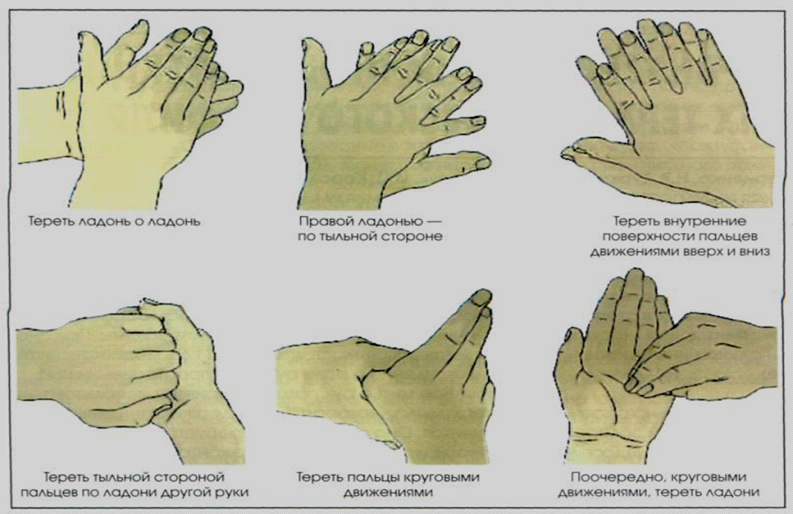 Тереть ладонь о ладонь
Правой ладонью —
по тыльной стороне
Тереть внутренние
поверхности пальцев
движениями вверх и вниз
Тереть тыльной стороной
пальцев по ладони другой руки
Тереть пальцы круговыми
движениями
Поочередно, круговыми
движениями, тереть ладони